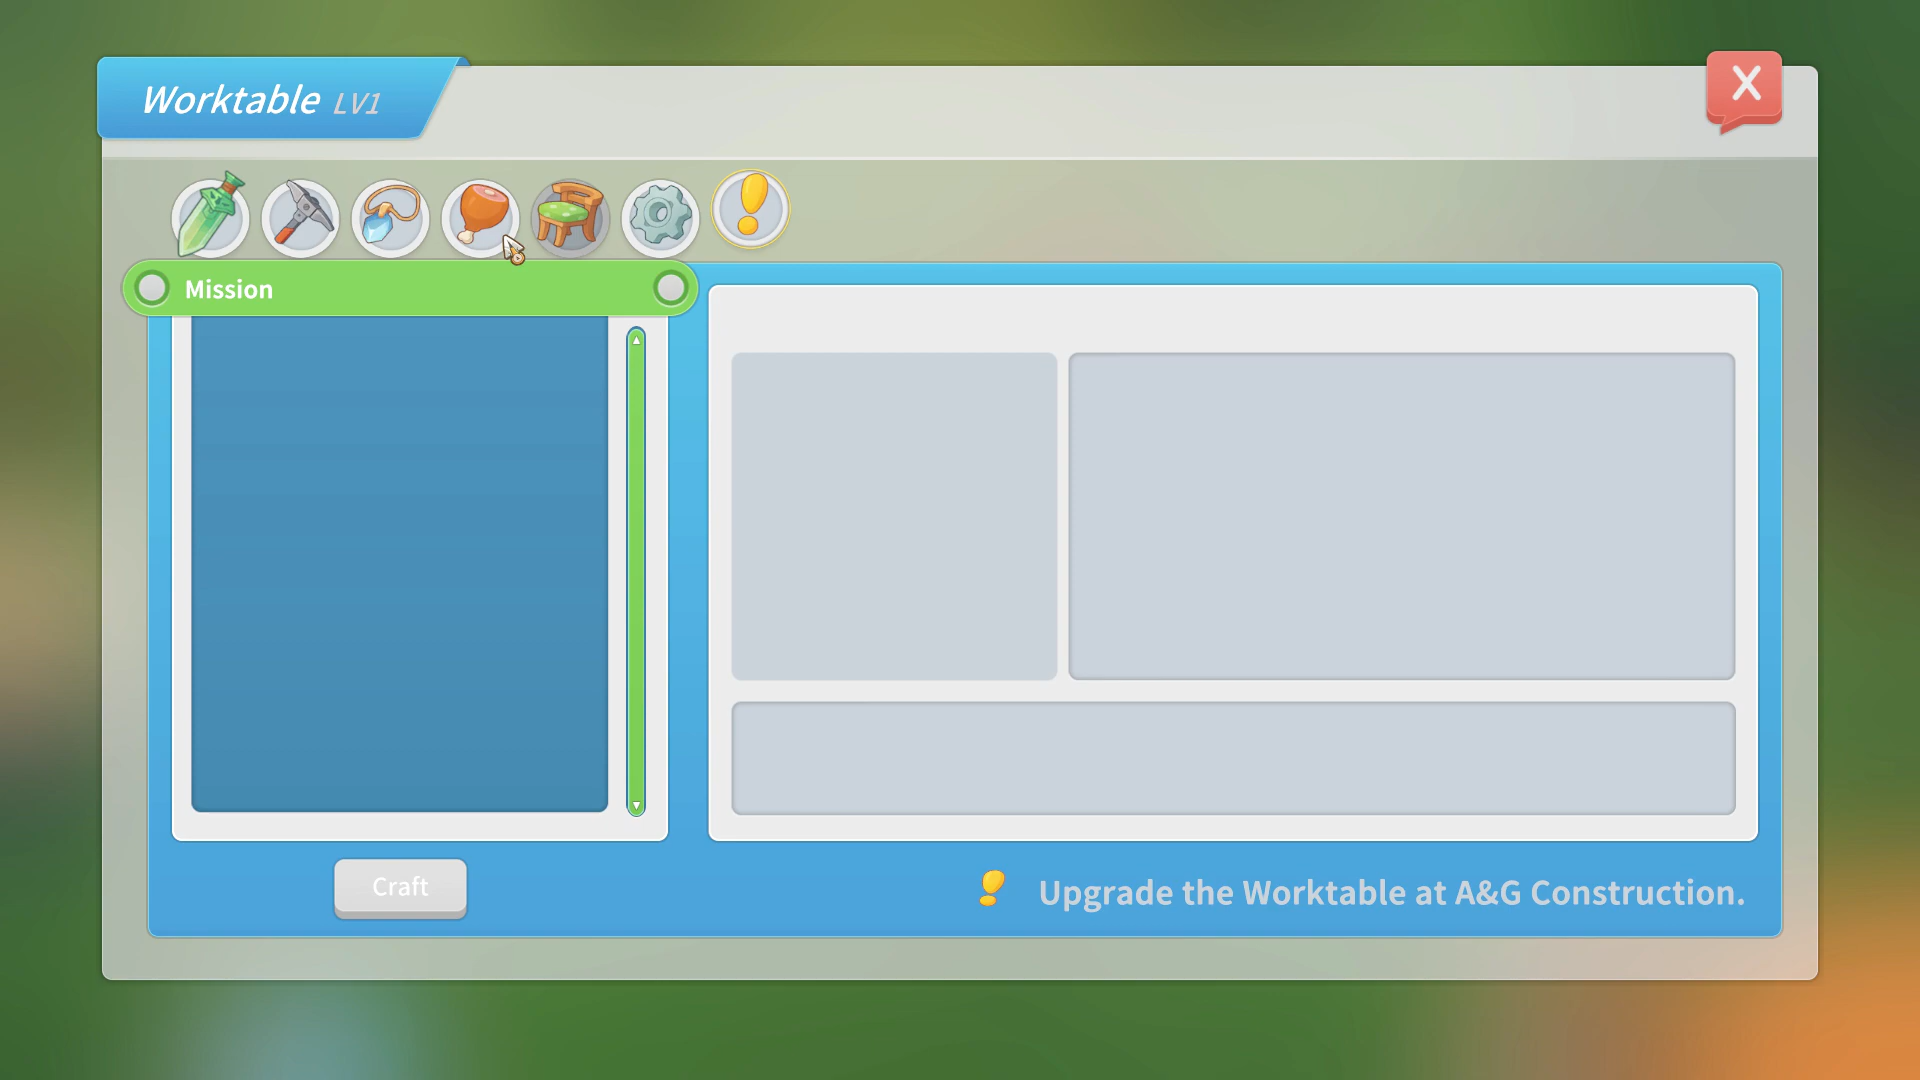 Worktable LV1
X
Mission
Craft
Upgrade the Worktable at A&G Construction.